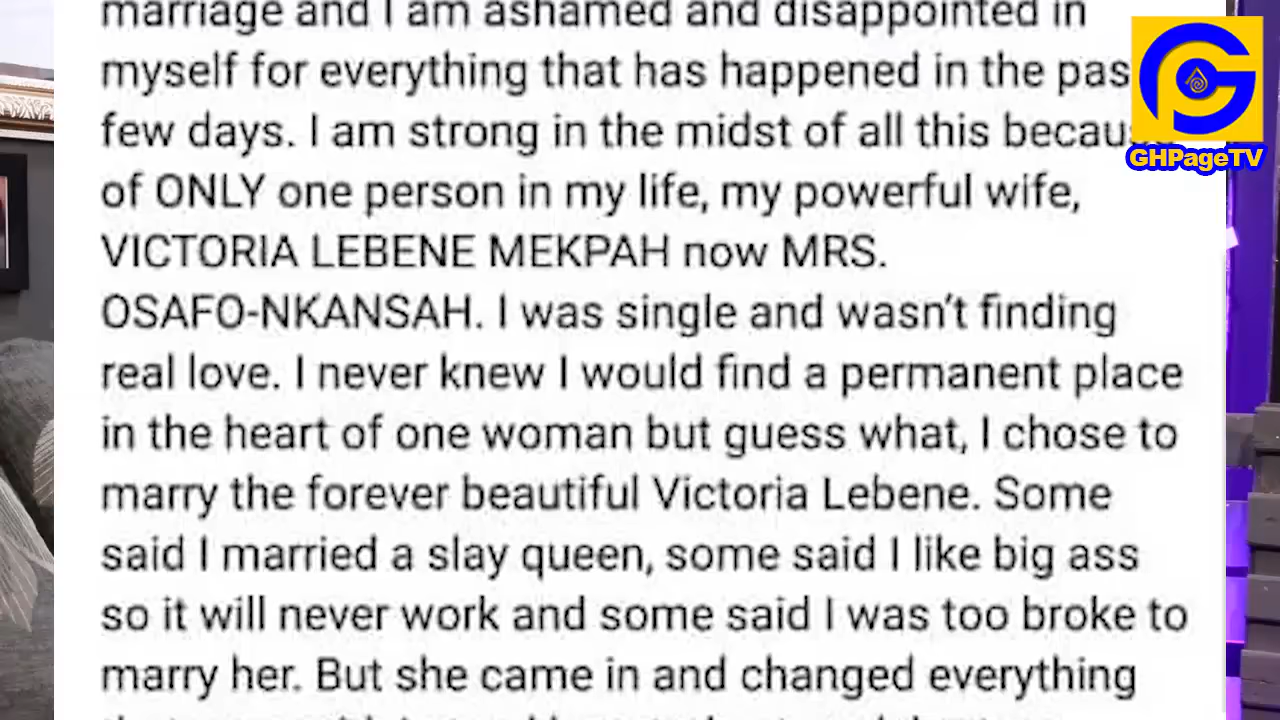 marriage and I am ashamed and disappointed in
myself for everything that has happened in the pas
few days. I am strong in the midst of all this becau
of ONLY one person in my life, my powerful wife,
VICTORIA LEBENE MEKPAH now MRS.
OSAFO-NKANSAH. I was single and wasn't finding
real love. I never knew I would find a permanent place
in the heart of one woman but guess what, I chose to
marry the forever beautiful Victoria Lebene. Some
said I married a slay queen, some said I like big ass
so it will never work and some said I was too broke to
marry her. But she came in and changed everything
GHPageTV